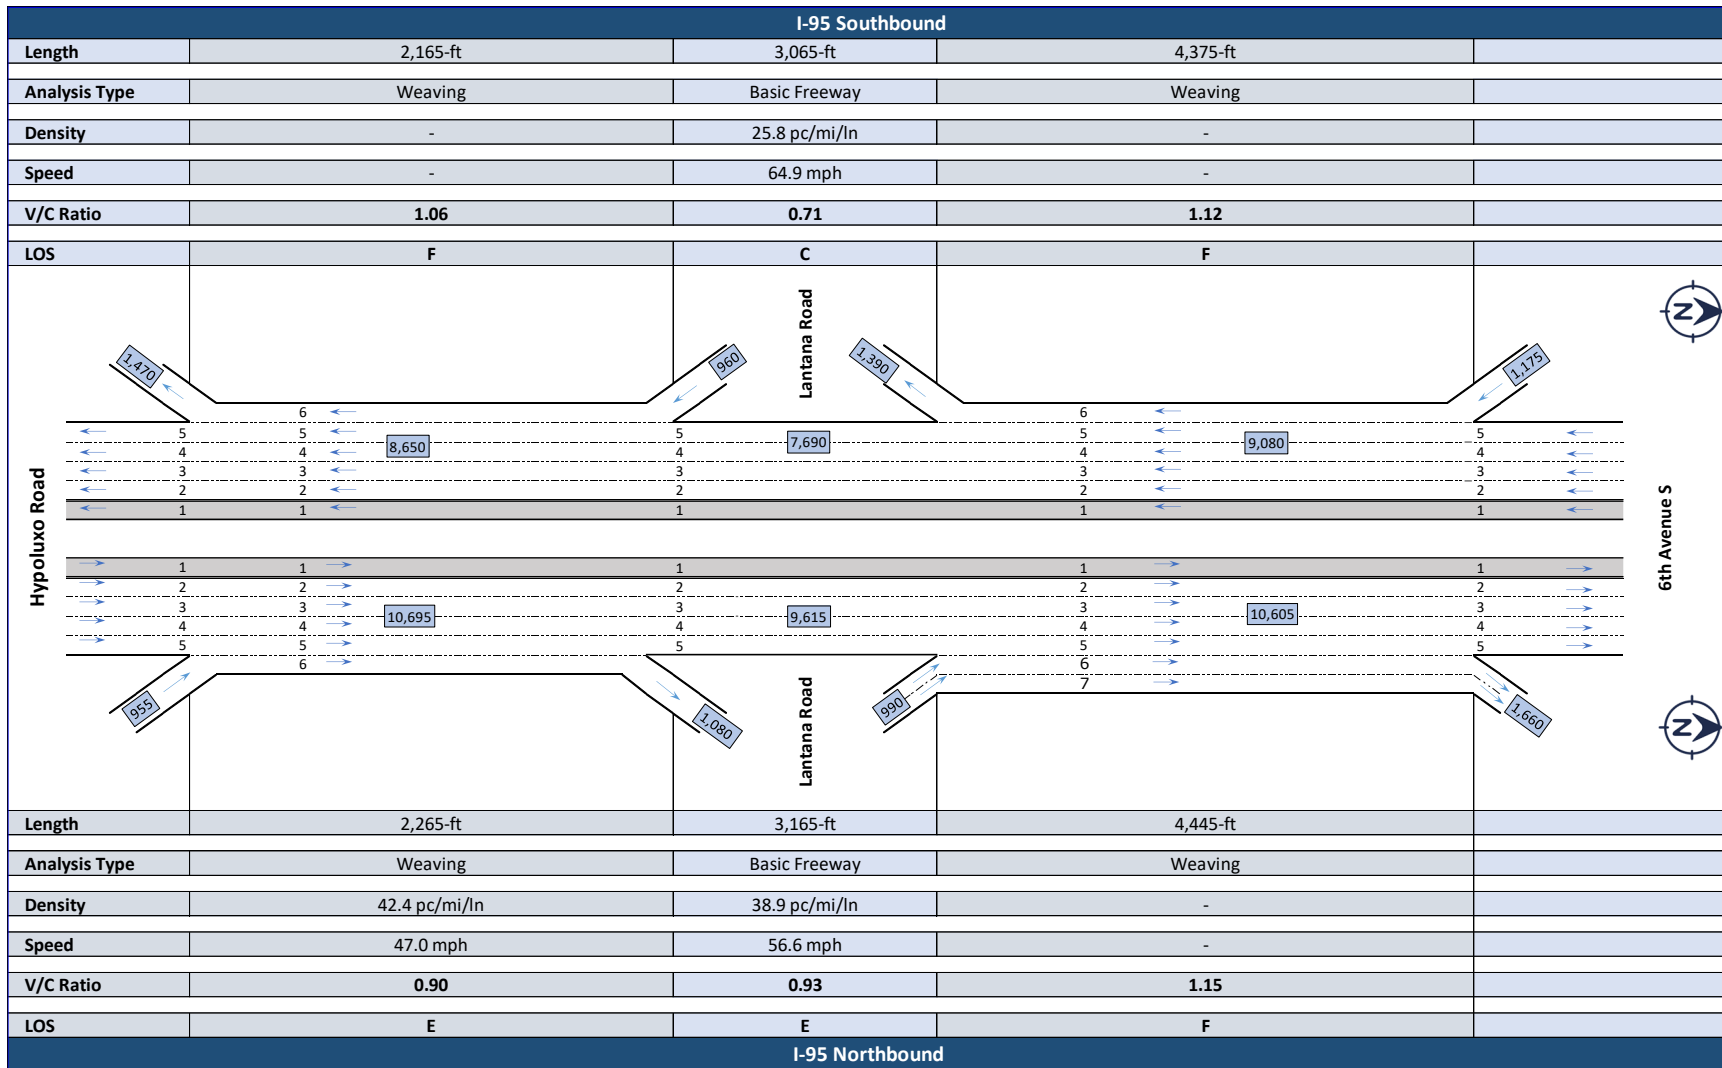 I-95 Southbound
Length 2,165-ft 3,065-ft 4,375-ft
Analysis Type Weaving Basic Freeway Weaving
Density - 25.8 pc/mi/ln -
Speed - 64.9 mph -
V/C Ratio 1.06 0.71 1.12
LOS F C F
Lantana Road
N
1,470 960 1,390 1,175
6 6
5 5 8,650 5 7,690 5 9,080 5
4 4 4 4 4
3 3 3 3 3
2 2 2 2 2
1 1 1 1 1
Hypoluxo Road
6th Avenue S
1 1 1 1 1
2 2 2 2 2
3 3 10,695 3 9,615 3 10,605 3
4 4 4 4 4
5 5 5 5 5
6 6
7
955 1,080 990 1,660
Lantana Road
N
Length 2,265-ft 3,165-ft 4,445-ft
Analysis Type Weaving Basic Freeway Weaving
Density 42.4 pc/mi/ln 38.9 pc/mi/ln -
Speed 47.0 mph 56.6 mph -
V/C Ratio 0.90 0.93 1.15
LOS E E F
I-95 Northbound